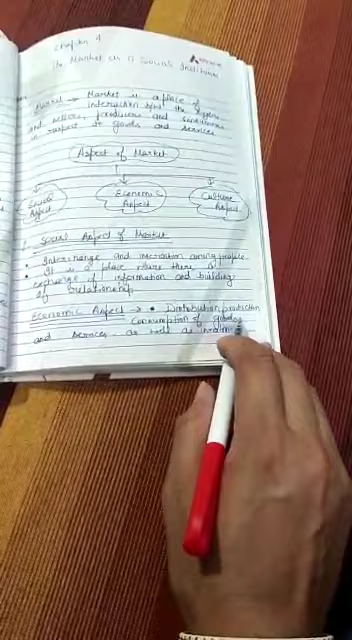 Chapter 4
The Market as a Social Institution
Market → Market is a place of
interaction btw the buyers
and sellers, producers and consumers
in respect to goods and services
Aspect of Market
Social Aspect
Economic Aspect
Culture Aspect
1. Social Aspect of Market
• Interchange and interaction among people
• It is a place where there is
exchange of information and building
of relationship
Economic Aspect → • Distribution, production
Consumption of goods
and services as well as